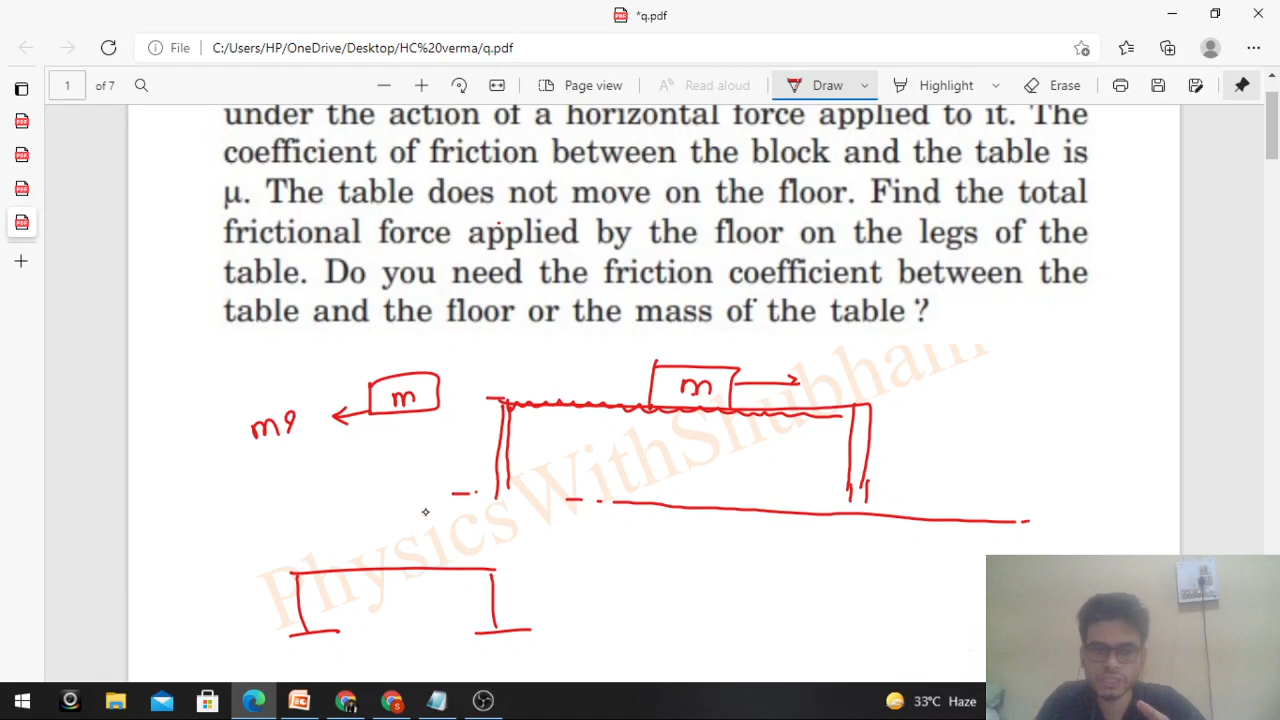 *q.pdf
File C:/Users/HP/OneDrive/Desktop/HC%20verma/q.pdf
1 of 7 Page view Read aloud Draw Highlight Erase
under the action of a horizontal force applied to it. The
coefficient of friction between the block and the table is
μ. The table does not move on the floor. Find the total
frictional force applied by the floor on the legs of the
table. Do you need the friction coefficient between the
table and the floor or the mass of the table ?
m
m
PhysicsWithShubham
33°C Haze